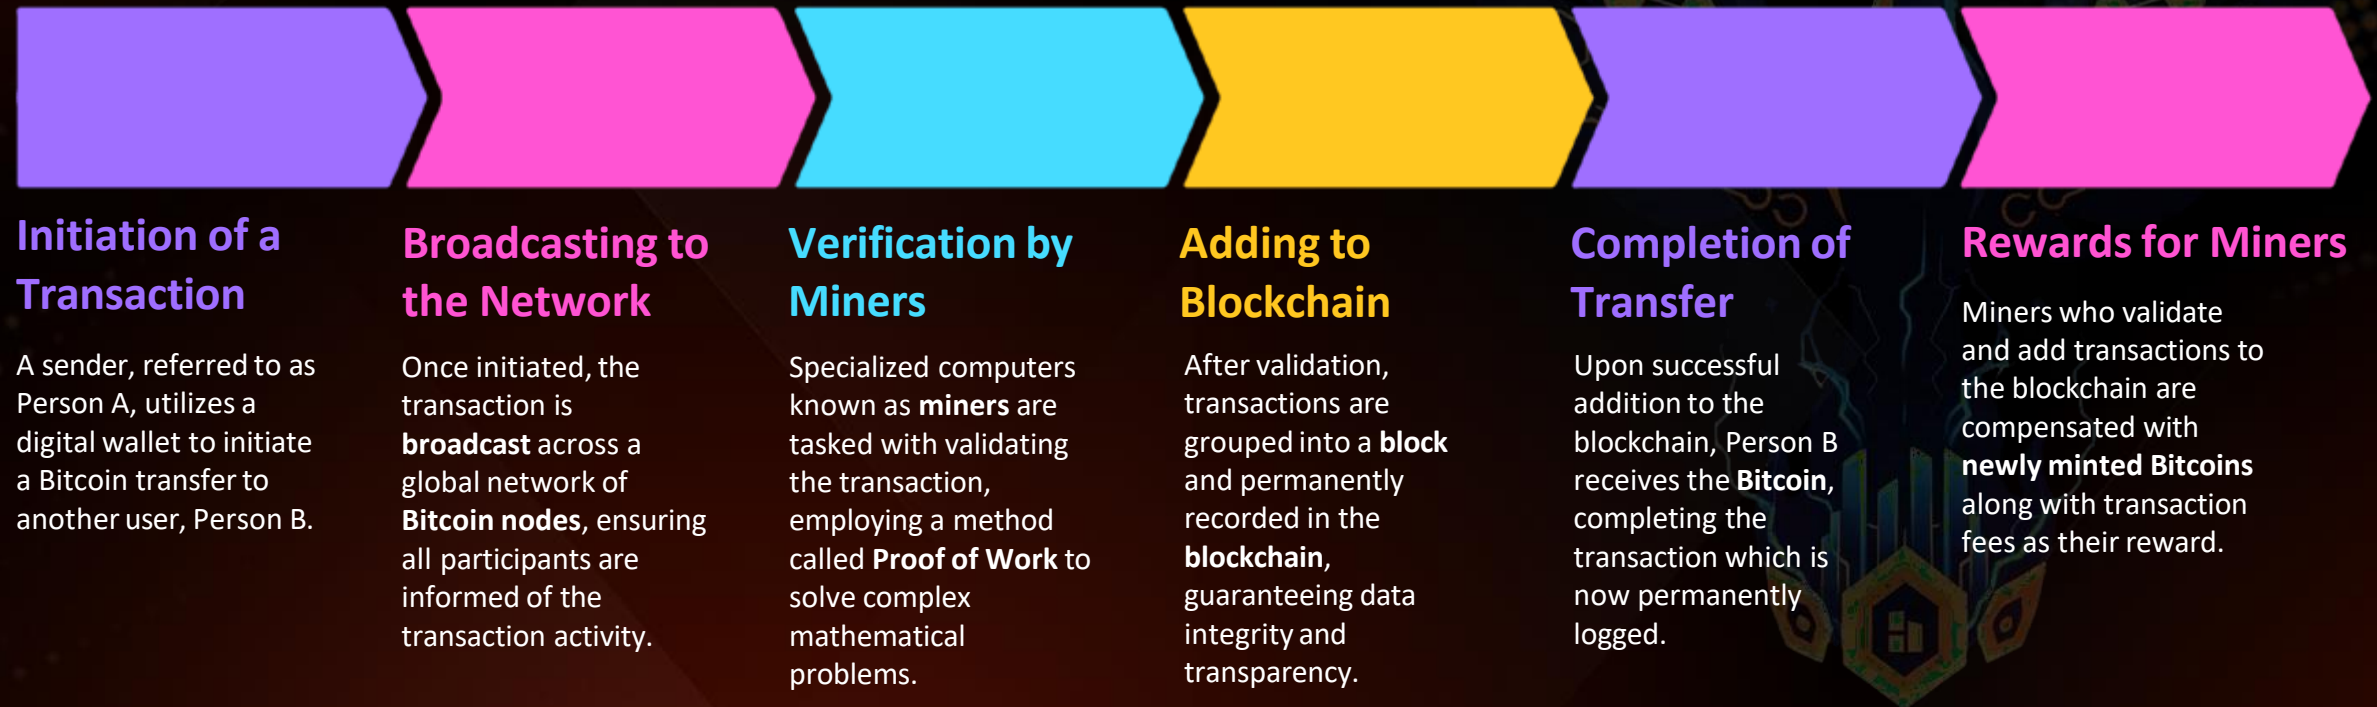 Initiation of a
Transaction
A sender, referred to as
Person A, utilizes a
digital wallet to initiate
a Bitcoin transfer to
another user, Person B.
Broadcasting to
the Network
Once initiated, the
transaction is
broadcast across a
global network of
Bitcoin nodes, ensuring
all participants are
informed of the
transaction activity.
Verification by
Miners
Specialized computers
known as miners are
tasked with validating
the transaction,
employing a method
called Proof of Work to
solve complex
mathematical
problems.
Adding to
Blockchain
After validation,
transactions are
grouped into a block
and permanently
recorded in the
blockchain,
guaranteeing data
integrity and
transparency.
Completion of
Transfer
Upon successful
addition to the
blockchain, Person B
receives the Bitcoin,
completing the
transaction which is
now permanently
logged.
Rewards for Miners
Miners who validate
and add transactions to
the blockchain are
compensated with
newly minted Bitcoins
along with transaction
fees as their reward.